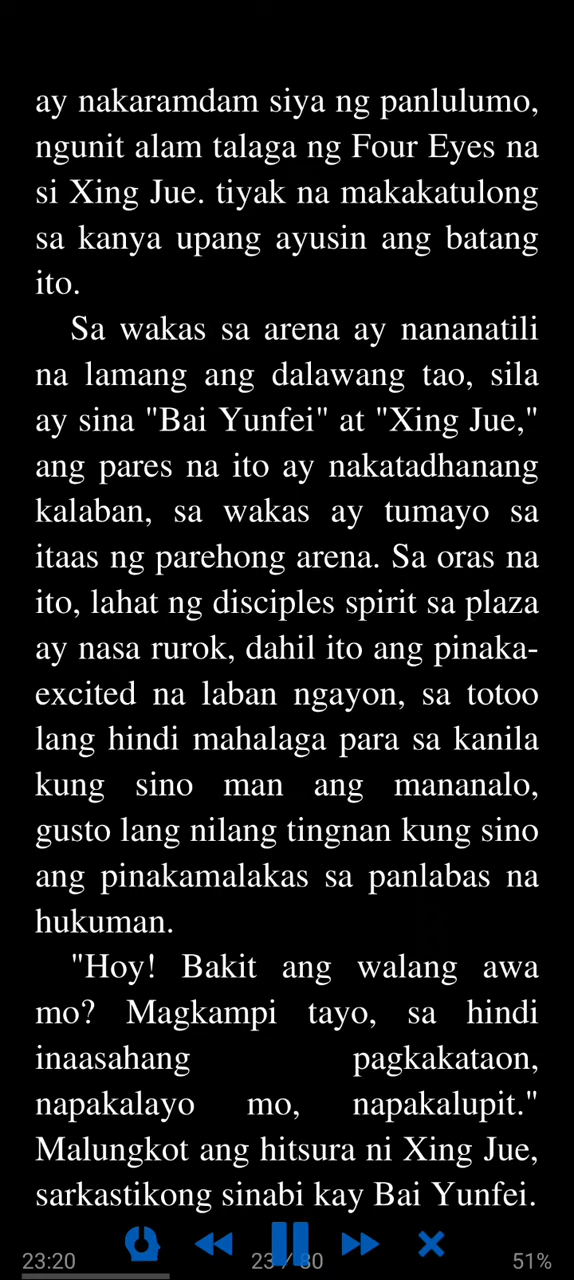 ay nakaramdam siya ng panlulumo,
ngunit alam talaga ng Four Eyes na
si Xing Jue. tiyak na makakatulong
sa kanya upang ayusin ang batang
ito.
Sa wakas sa arena ay nananatili
na lamang ang dalawang tao, sila
ay sina "Bai Yunfei" at "Xing Jue,"
ang pares na ito ay nakatadhanang
kalaban, sa wakas ay tumayo sa
itaas ng parehong arena. Sa oras na
ito, lahat ng disciples spirit sa plaza
ay nasa rurok, dahil ito ang pinaka-
excited na laban ngayon, sa totoo
lang hindi mahalaga para sa kanila
kung sino man ang mananalo,
gusto lang nilang tingnan kung sino
ang pinakamalakas sa panlabas na
hukuman.
"Hoy! Bakit ang walang awa
mo? Magkampi tayo, sa hindi
inaasahang pagkakataon,
napakalayo mo, napakalupit."
Malungkot ang hitsura ni Xing Jue,
sarkastikong sinabi kay Bai Yunfei.
23:20 23 / 80 51%